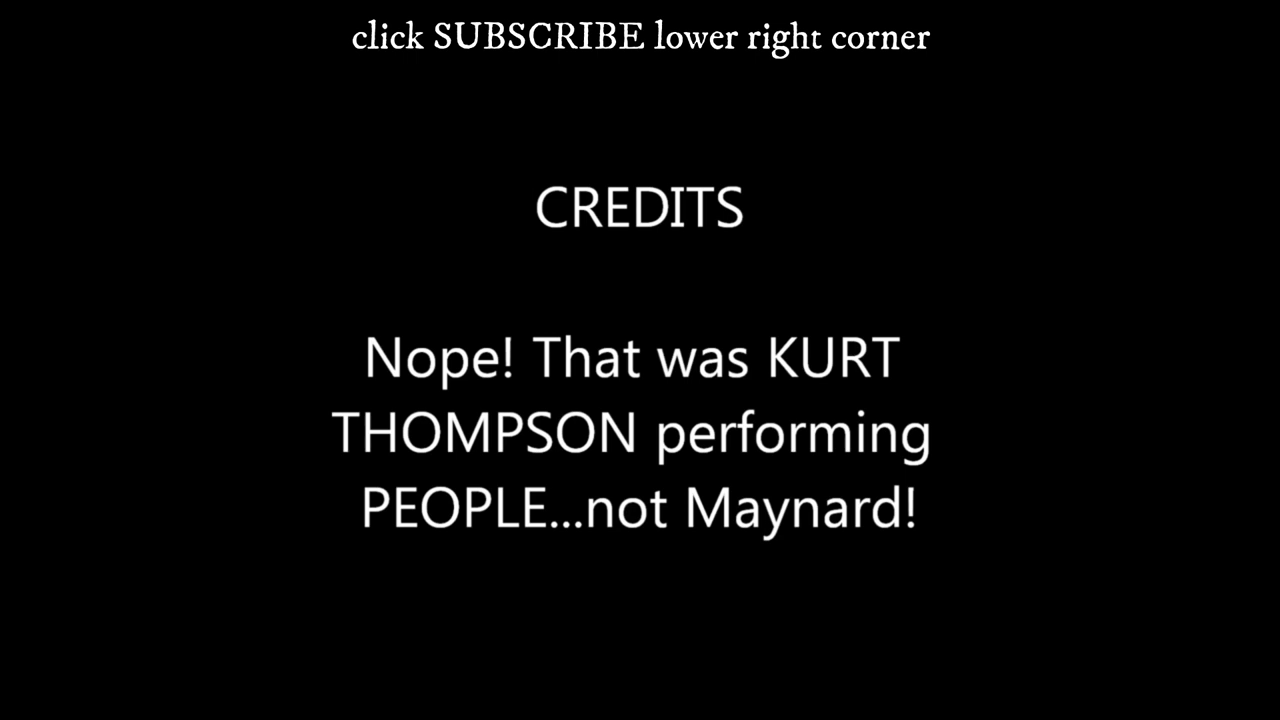 click SUBSCRIBE lower right corner
CREDITS
Nope! That was KURT
THOMPSON performing
PEOPLE...not Maynard!